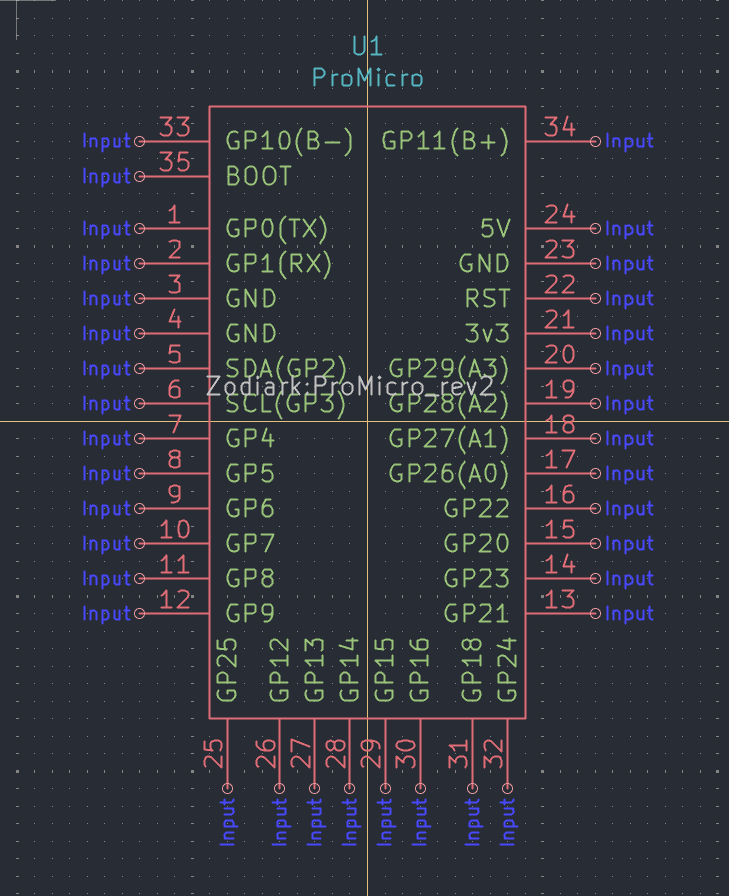 U1
ProMicro
Input 33 GP10(B-) GP11(B+) 34 Input
Input 35 BOOT
Input 1 GP0(TX) 5V 24 Input
Input 2 GP1(RX) GND 23 Input
Input 3 GND RST 22 Input
Input 4 GND 3v3 21 Input
Input 5 SDA(GP2) GP29(A3) 20 Input
Zodiark:ProMicro_rev2
Input 6 SCL(GP3) GP28(A2) 19 Input
Input 7 GP4 GP27(A1) 18 Input
Input 8 GP5 GP26(A0) 17 Input
Input 9 GP6 GP22 16 Input
Input 10 GP7 GP20 15 Input
Input 11 GP8 GP23 14 Input
Input 12 GP9 GP21 13 Input
GP25 GP12 GP13 GP14 GP15 GP16 GP18 GP24
25 26 27 28 29 30 31 32
Input Input Input Input Input Input Input Input